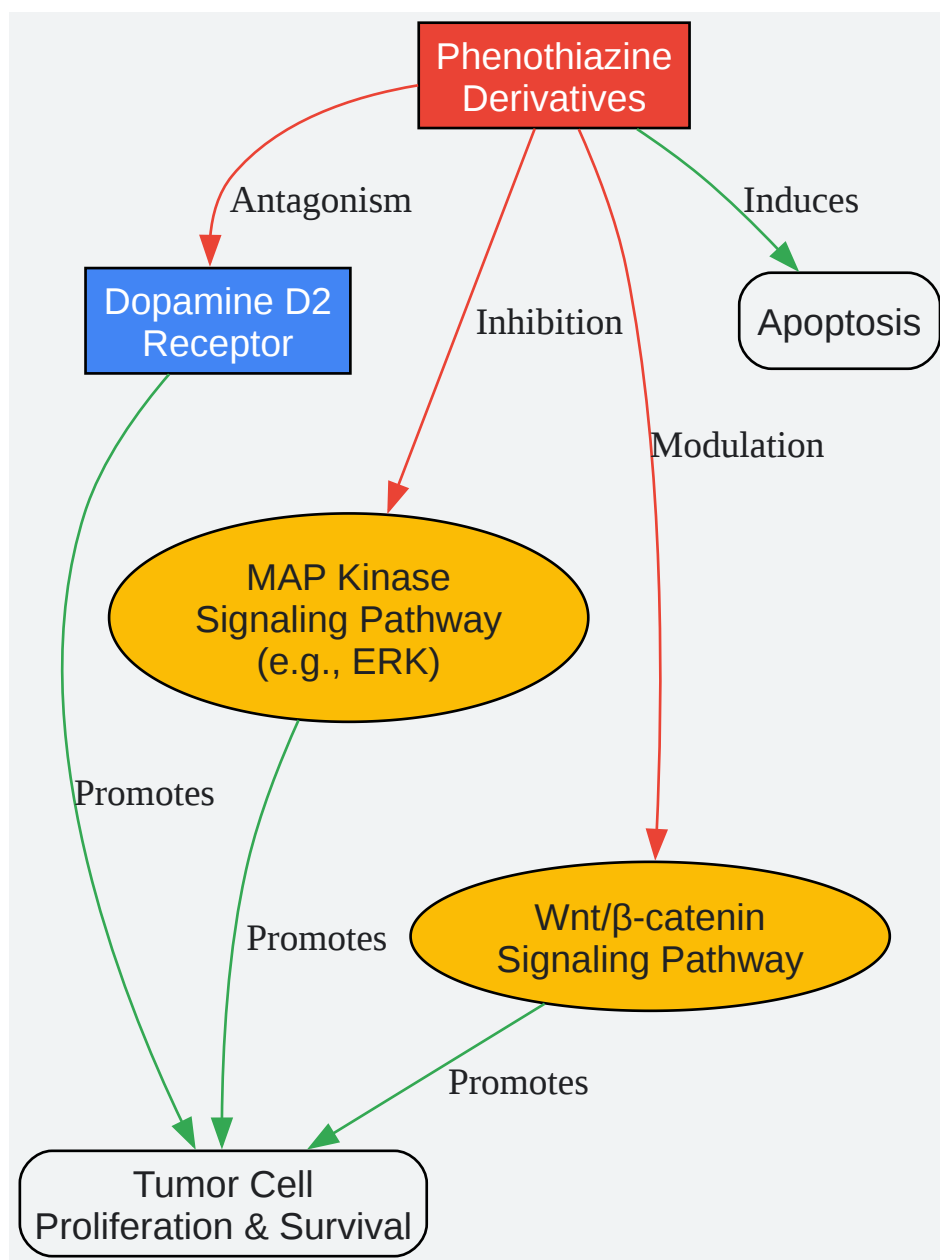 Phenothiazine
Derivatives
Antagonism
Induces
Dopamine D2
Receptor
Inhibition
Apoptosis
Modulation
MAP Kinase
Signaling Pathway
(e.g., ERK)
Promotes
Promotes
Wnt/β-catenin
Signaling Pathway
Promotes
Tumor Cell
Proliferation & Survival